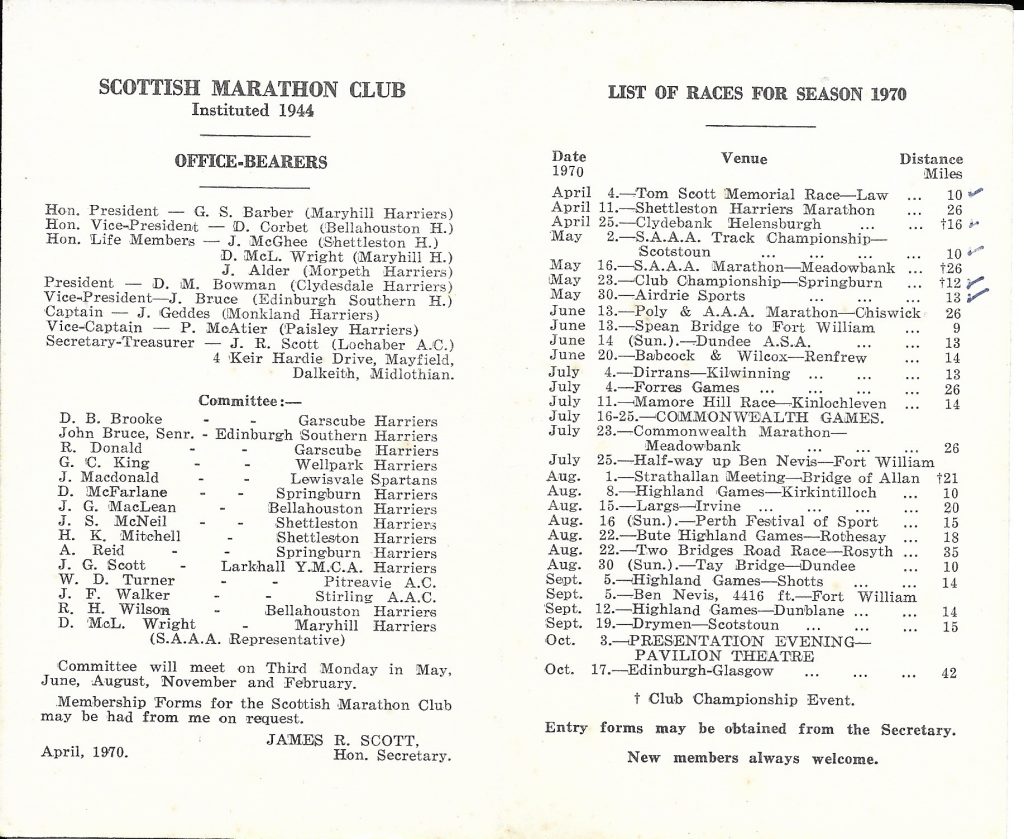 SCOTTISH MARATHON CLUB
Instituted 1944
OFFICE-BEARERS
Hon. President — G. S. Barber (Maryhill Harriers)
Hon. Vice-President — D. Corbet (Bellahouston H.)
Hon. Life Members — J. McGhee (Shettleston H.)
D. McL. Wright (Maryhill H.)
J. Alder (Morpeth Harriers)
President — D. M. Bowman (Clydesdale Harriers)
Vice-President—J. Bruce (Edinburgh Southern H.)
Captain — J. Geddes (Monkland Harriers)
Vice-Captain — P. McAtier (Paisley Harriers)
Secretary-Treasurer — J. R. Scott (Lochaber A.C.)
4 Keir Hardie Drive, Mayfield,
Dalkeith, Midlothian.
Committee:—
D. B. Brooke - - Garscube Harriers
John Bruce, Senr. - Edinburgh Southern Harriers
R. Donald - - Garscube Harriers
G. C. King - - Wellpark Harriers
J. Macdonald - - Lewisvale Spartans
D. McFarlane - - Springburn Harriers
J. G. MacLean - Bellahouston Harriers
J. S. McNeil - - Shettleston Harriers
H. K. Mitchell - Shettleston Harriers
A. Reid - - Springburn Harriers
J. G. Scott - Larkhall Y.M.C.A. Harriers
W. D. Turner - - Pitreavie A.C.
J. F. Walker - - Stirling A.A.C.
R. H. Wilson - Bellahouston Harriers
D. McL. Wright - Maryhill Harriers
(S.A.A.A. Representative)
Committee will meet on Third Monday in May,
June, August, November and February.
Membership Forms for the Scottish Marathon Club
may be had from me on request.
JAMES R. SCOTT,
April, 1970. Hon. Secretary.
LIST OF RACES FOR SEASON 1970
Date Venue Distance
1970 Miles
April 4.—Tom Scott Memorial Race—Law ... 10
April 11.—Shettleston Harriers Marathon 26
April 25.—Clydebank Helensburgh ... ... †16
May 2.—S.A.A.A. Track Championship—
Scotstoun ... ... ... ... 10
May 16.—S.A.A.A. Marathon—Meadowbank ... †26
May 23.—Club Championship—Springburn ... †12
May 30.—Airdrie Sports ... ... ... 13
June 13.—Poly & A.A.A. Marathon—Chiswick 26
June 13.—Spean Bridge to Fort William ... 9
June 14 (Sun.).—Dundee A.S.A. ... ... 13
June 20.—Babcock & Wilcox—Renfrew ... 14
July 4.—Dirrans—Kilwinning ... ... ... 13
July 4.—Forres Games ... ... ... ... 26
July 11.—Mamore Hill Race—Kinlochleven ... 14
July 16-25.—COMMONWEALTH GAMES.
July 23.—Commonwealth Marathon—
Meadowbank ... ... ... 26
July 25.—Half-way up Ben Nevis—Fort William
Aug. 1.—Strathallan Meeting—Bridge of Allan †21
Aug. 8.—Highland Games—Kirkintilloch ... 10
Aug. 15.—Largs—Irvine ... ... ... ... 20
Aug. 16 (Sun.).—Perth Festival of Sport ... 15
Aug. 22.—Bute Highland Games—Rothesay ... 18
Aug. 22.—Two Bridges Road Race—Rosyth ... 35
Aug. 30 (Sun.).—Tay Bridge—Dundee ... 10
Sept. 5.—Highland Games—Shotts ... ... 14
Sept. 5.—Ben Nevis, 4416 ft.—Fort William
Sept. 12.—Highland Games—Dunblane ... ... 14
Sept. 19.—Drymen—Scotstoun ... ... ... 15
Oct. 3.—PRESENTATION EVENING—
PAVILION THEATRE
Oct. 17.—Edinburgh-Glasgow ... ... ... 42
† Club Championship Event.
Entry forms may be obtained from the Secretary.
New members always welcome.